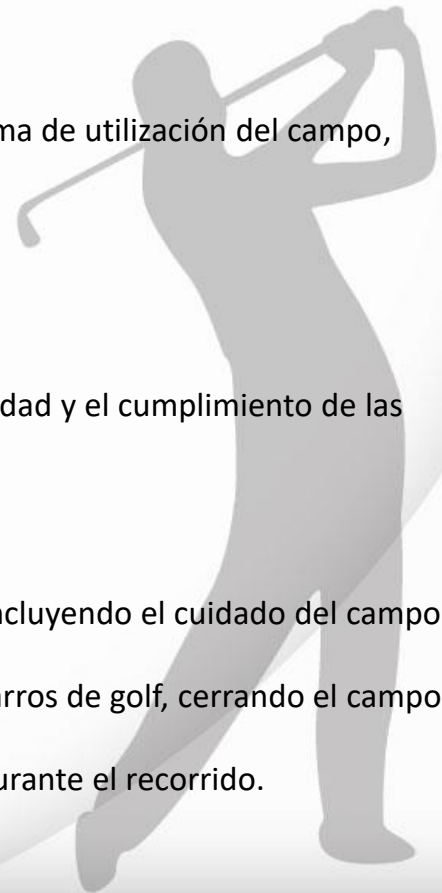 ma de utilización del campo,
dad y el cumplimiento de las
ncluyendo el cuidado del campo
arros de golf, cerrando el campo
urante el recorrido.